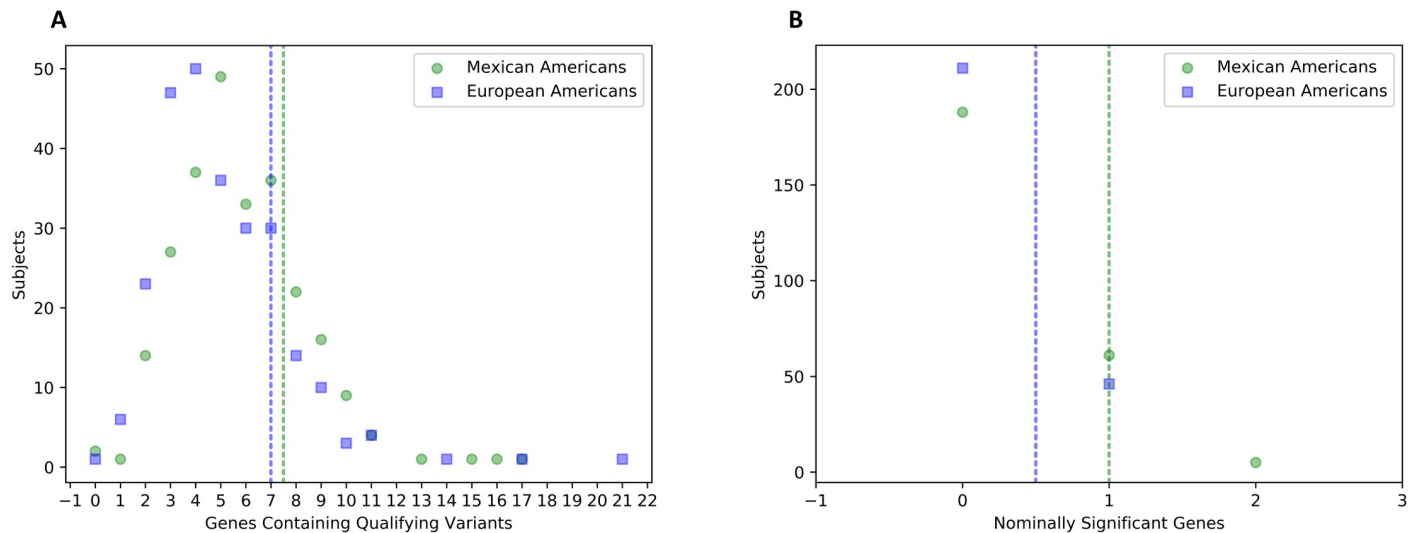 A
50
40
30
20
10
0
Subjects
Mexican Americans
European Americans
−1 0 1 2 3 4 5 6 7 8 9 10 11 12 13 14 15 16 17 18 19 20 21 22
Genes Containing Qualifying Variants
B
200
150
100
50
0
Subjects
Mexican Americans
European Americans
−1 0 1 2 3
Nominally Significant Genes